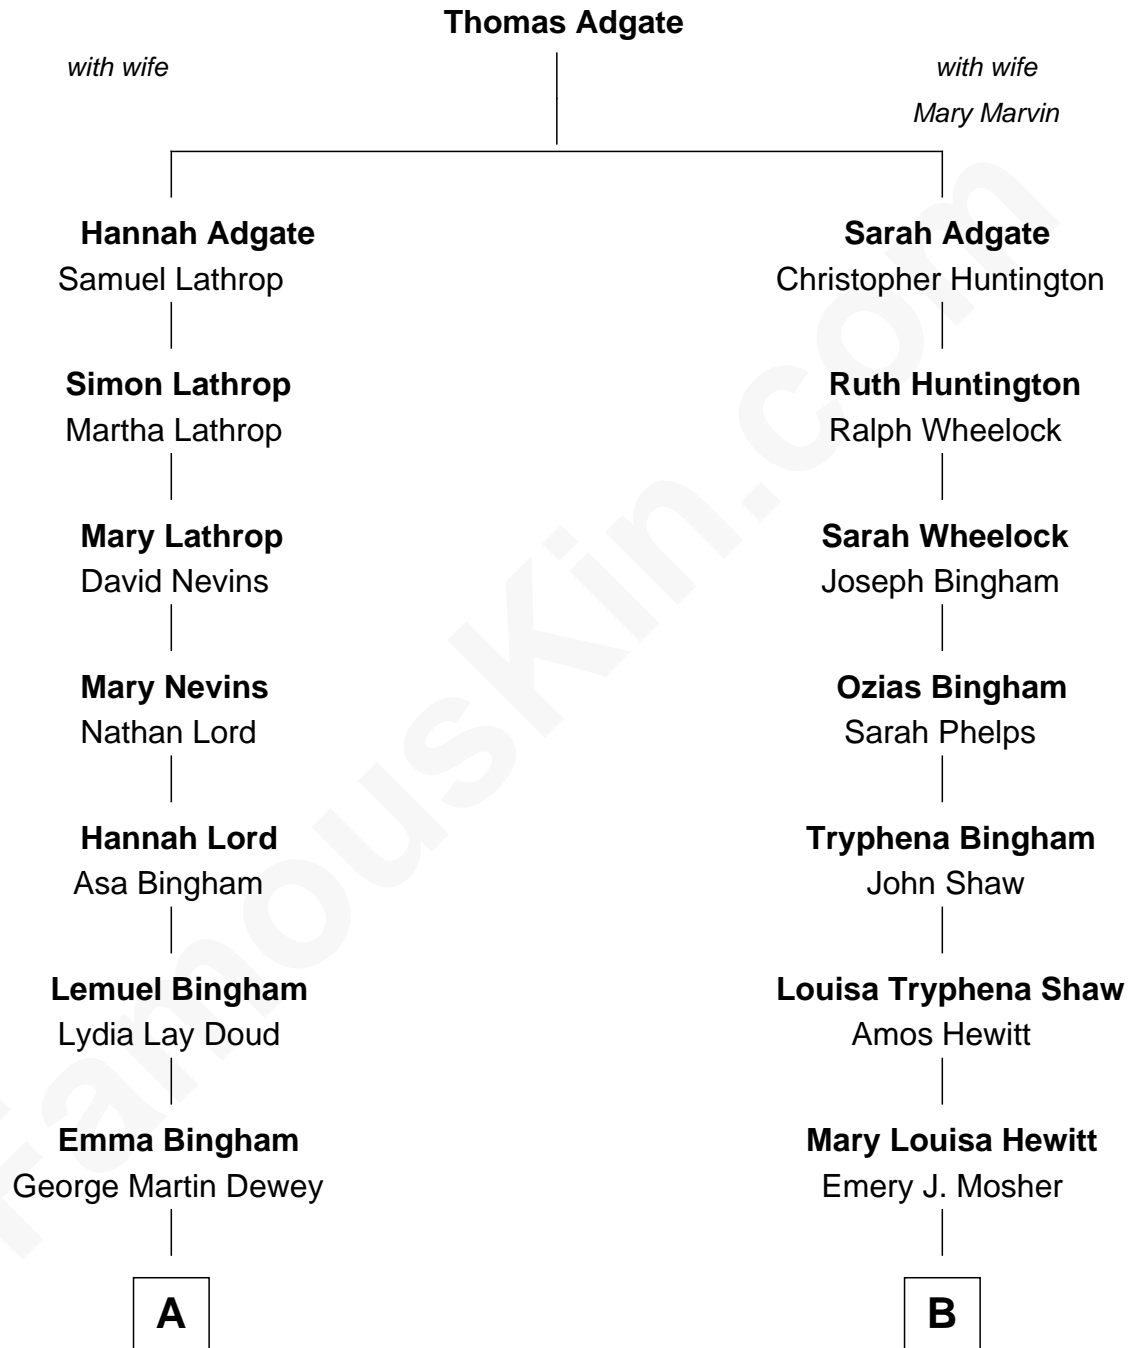 Thomas Adgate
with wife
with wife
Mary Marvin
Hannah Adgate
Samuel Lathrop
Sarah Adgate
Christopher Huntington
Simon Lathrop
Martha Lathrop
Ruth Huntington
Ralph Wheelock
Mary Lathrop
David Nevins
Sarah Wheelock
Joseph Bingham
Mary Nevins
Nathan Lord
Ozias Bingham
Sarah Phelps
Hannah Lord
Asa Bingham
Tryphena Bingham
John Shaw
Lemuel Bingham
Lydia Lay Doud
Louisa Tryphena Shaw
Amos Hewitt
Emma Bingham
George Martin Dewey
Mary Louisa Hewitt
Emery J. Mosher
A
B
FamousKin.com